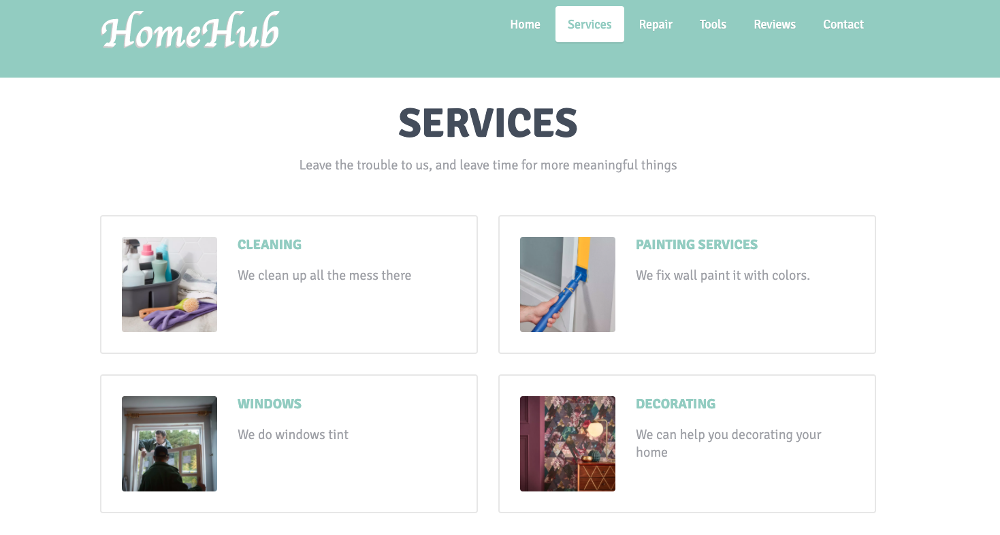 HomeHub
Home Services Repair Tools Reviews Contact
SERVICES
Leave the trouble to us, and leave time for more meaningful things
CLEANING
We clean up all the mess there
PAINTING SERVICES
We fix wall paint it with colors.
WINDOWS
We do windows tint
DECORATING
We can help you decorating your
home